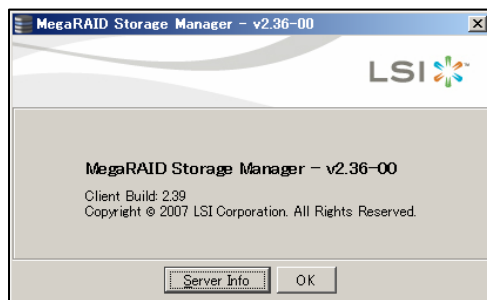 MegaRAID Storage Manager - v2.36-00
LSI
MegaRAID Storage Manager - v2.36-00
Client Build: 2.39
Copyright © 2007 LSI Corporation. All Rights Reserved.
Server Info OK